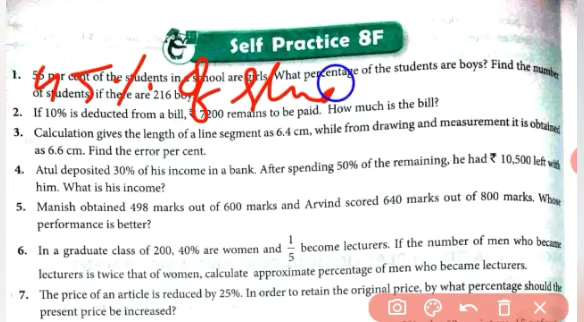 Self Practice 8F
1. 55 per cent of the students in a school are girls. What percentage of the students are boys? Find the number
of students if there are 216 boys.
45% of
2. If 10% is deducted from a bill, ₹ 7200 remains to be paid. How much is the bill?
3. Calculation gives the length of a line segment as 6.4 cm, while from drawing and measurement it is obtained
as 6.6 cm. Find the error per cent.
4. Atul deposited 30% of his income in a bank. After spending 50% of the remaining, he had ₹ 10,500 left with
him. What is his income?
5. Manish obtained 498 marks out of 600 marks and Arvind scored 640 marks out of 800 marks. Whose
performance is better?
6. In a graduate class of 200, 40% are women and 1/5 become lecturers. If the number of men who became
lecturers is twice that of women, calculate approximate percentage of men who became lecturers.
7. The price of an article is reduced by 25%. In order to retain the original price, by what percentage should the
present price be increased?